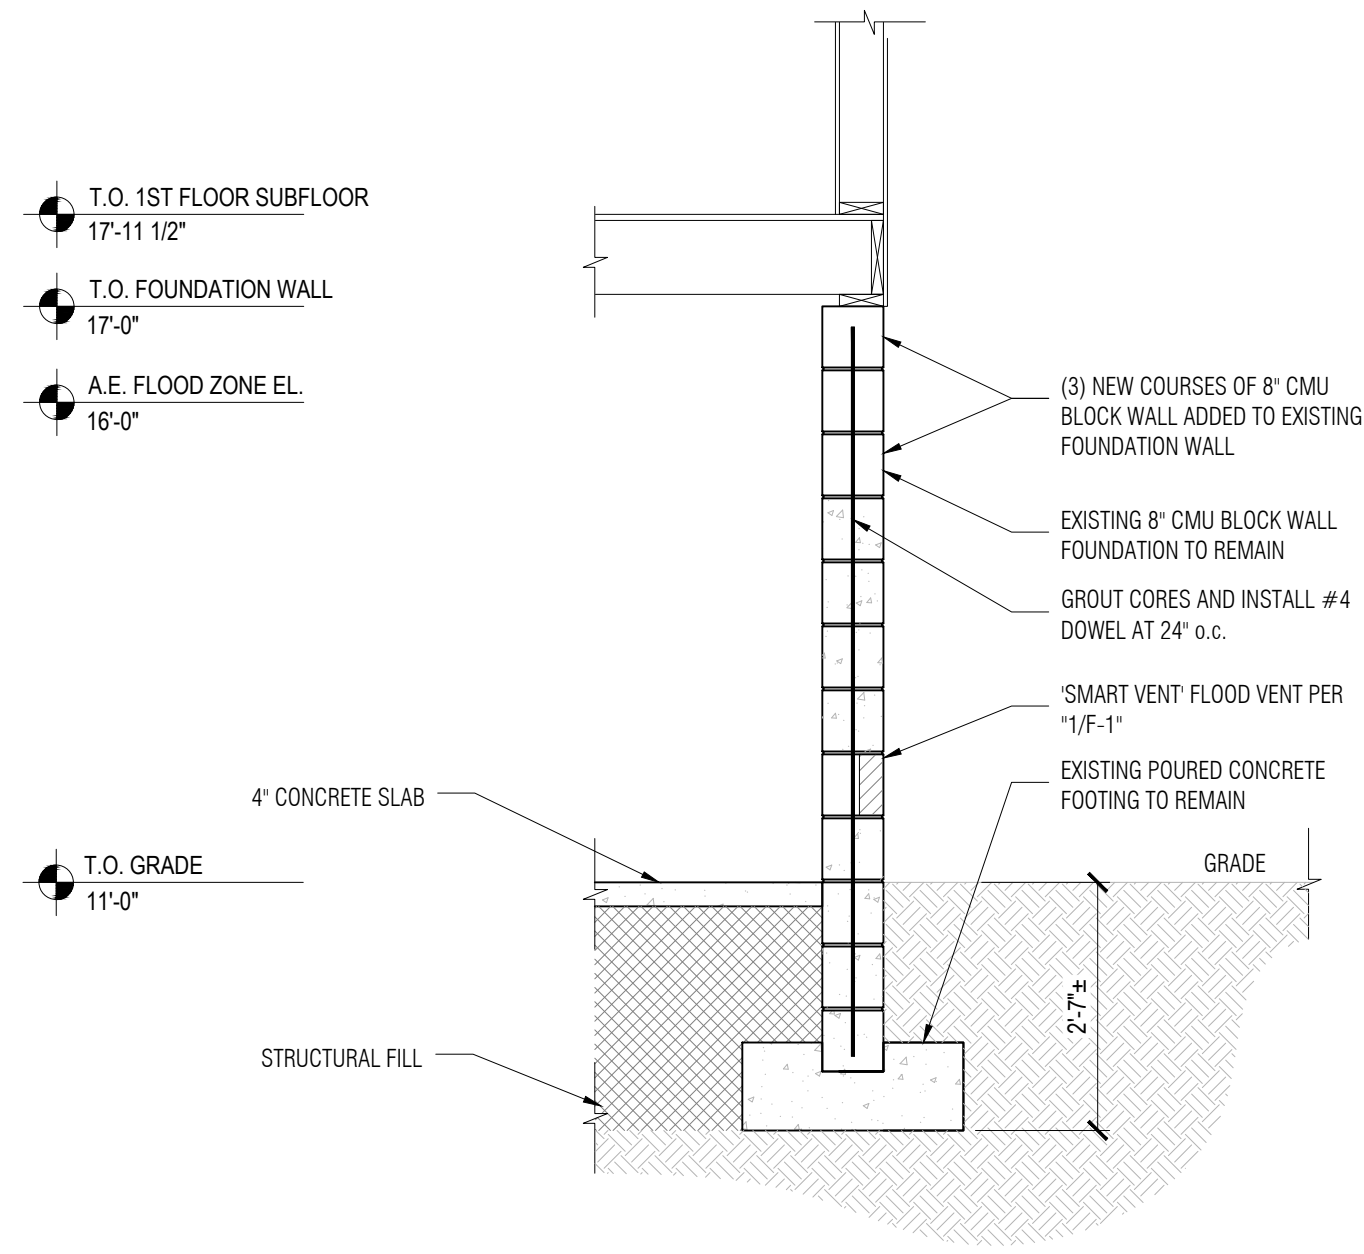 T.O. 1ST FLOOR SUBFLOOR
17'-11 1/2"
T.O. FOUNDATION WALL
17'-0"
A.E. FLOOD ZONE EL.
16'-0"
(3) NEW COURSES OF 8" CMU
BLOCK WALL ADDED TO EXISTING
FOUNDATION WALL
EXISTING 8" CMU BLOCK WALL
FOUNDATION TO REMAIN
GROUT CORES AND INSTALL #4
DOWEL AT 24" o.c.
'SMART VENT' FLOOD VENT PER
"1/F-1"
EXISTING POURED CONCRETE
FOOTING TO REMAIN
4" CONCRETE SLAB
T.O. GRADE
11'-0"
GRADE
2'-7"±
STRUCTURAL FILL